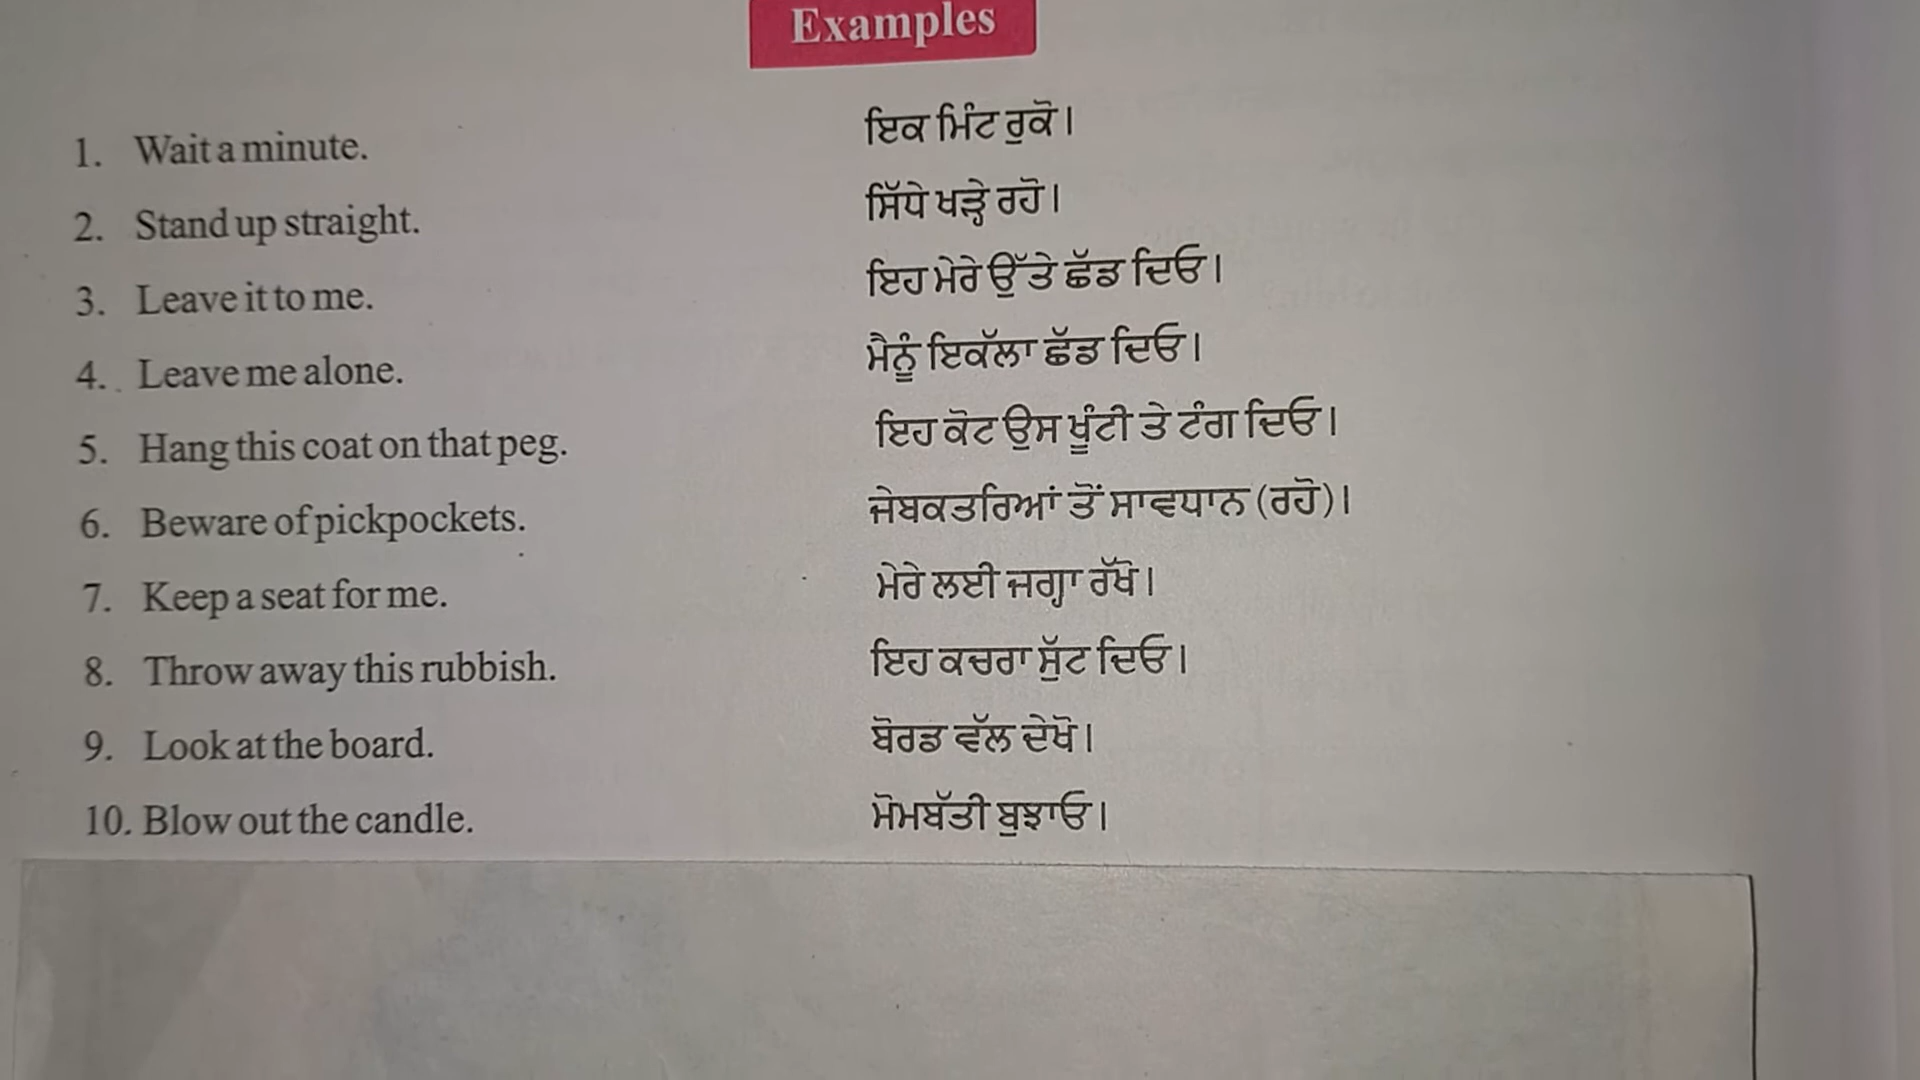 Examples
1. Wait a minute. ਇਕ ਮਿੰਟ ਰੁਕੋ।
2. Stand up straight. ਸਿੱਧੇ ਖੜ੍ਹੇ ਰਹੋ।
3. Leave it to me. ਇਹ ਮੇਰੇ ਉੱਤੇ ਛੱਡ ਦਿਓ।
4. Leave me alone. ਮੈਨੂੰ ਇਕੱਲਾ ਛੱਡ ਦਿਓ।
5. Hang this coat on that peg. ਇਹ ਕੋਟ ਉਸ ਖੂੰਟੀ ਤੇ ਟੰਗ ਦਿਓ।
6. Beware of pickpockets. ਜੇਬਕਤਰਿਆਂ ਤੋਂ ਸਾਵਧਾਨ (ਰਹੋ)।
7. Keep a seat for me. ਮੇਰੇ ਲਈ ਜਗ੍ਹਾ ਰੱਖੋ।
8. Throw away this rubbish. ਇਹ ਕਚਰਾ ਸੁੱਟ ਦਿਓ।
9. Look at the board. ਬੋਰਡ ਵੱਲ ਦੇਖੋ।
10. Blow out the candle. ਮੋਮਬੱਤੀ ਬੁਝਾਓ।